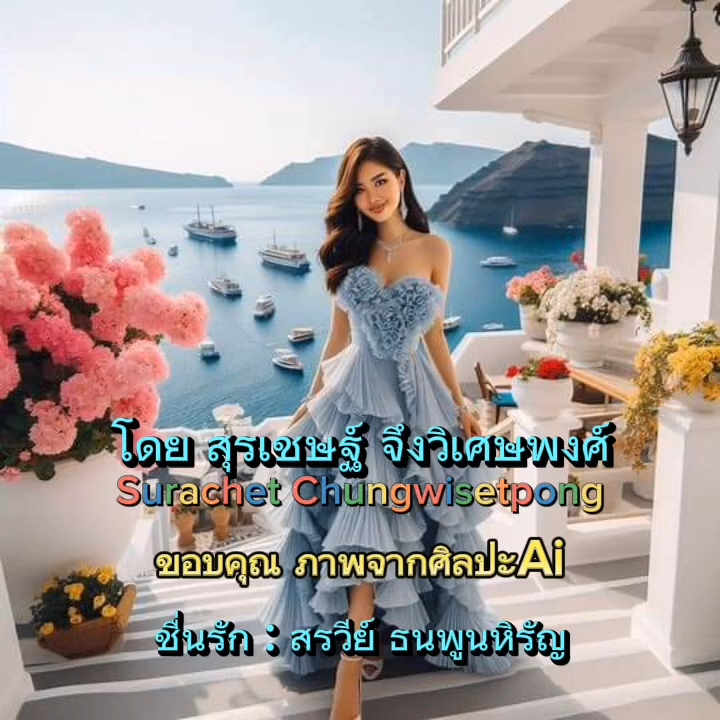 โดย สุรเชษฐ์ จึงวิเศษพงศ์
Surachet Chungwisetpong
ขอบคุณ ภาพจากศิลปะAi
ชื่นรัก : สรวีย์ ธนพูนหิรัญ